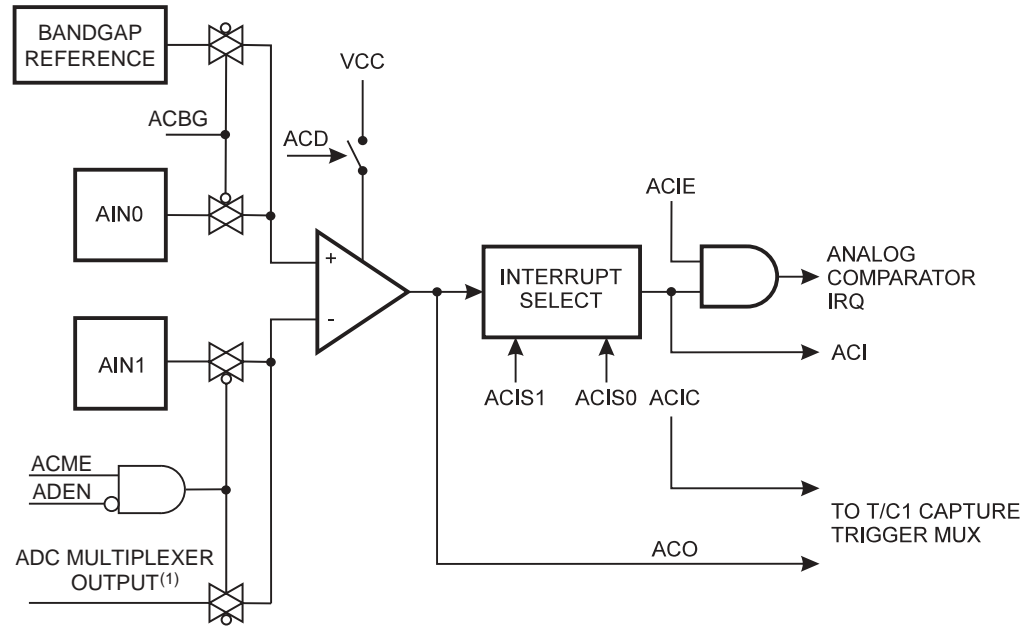 BANDGAP
REFERENCE
VCC
ACBG
ACD
AIN0
ACIE
+
INTERRUPT
SELECT
ANALOG
COMPARATOR
IRQ
-
AIN1
ACI
ACIS1
ACIS0
ACIC
ACME
ADEN
TO T/C1 CAPTURE
TRIGGER MUX
ACO
ADC MULTIPLEXER
OUTPUT(1)